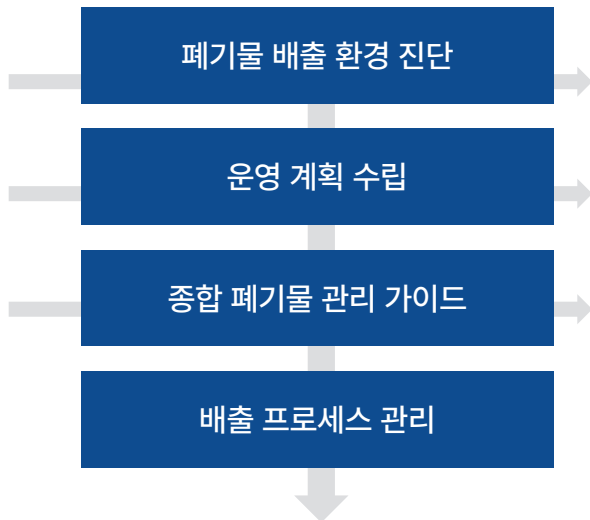 폐기물 배출 환경 진단
운영 계획 수립
종합 폐기물 관리 가이드
배출 프로세스 관리